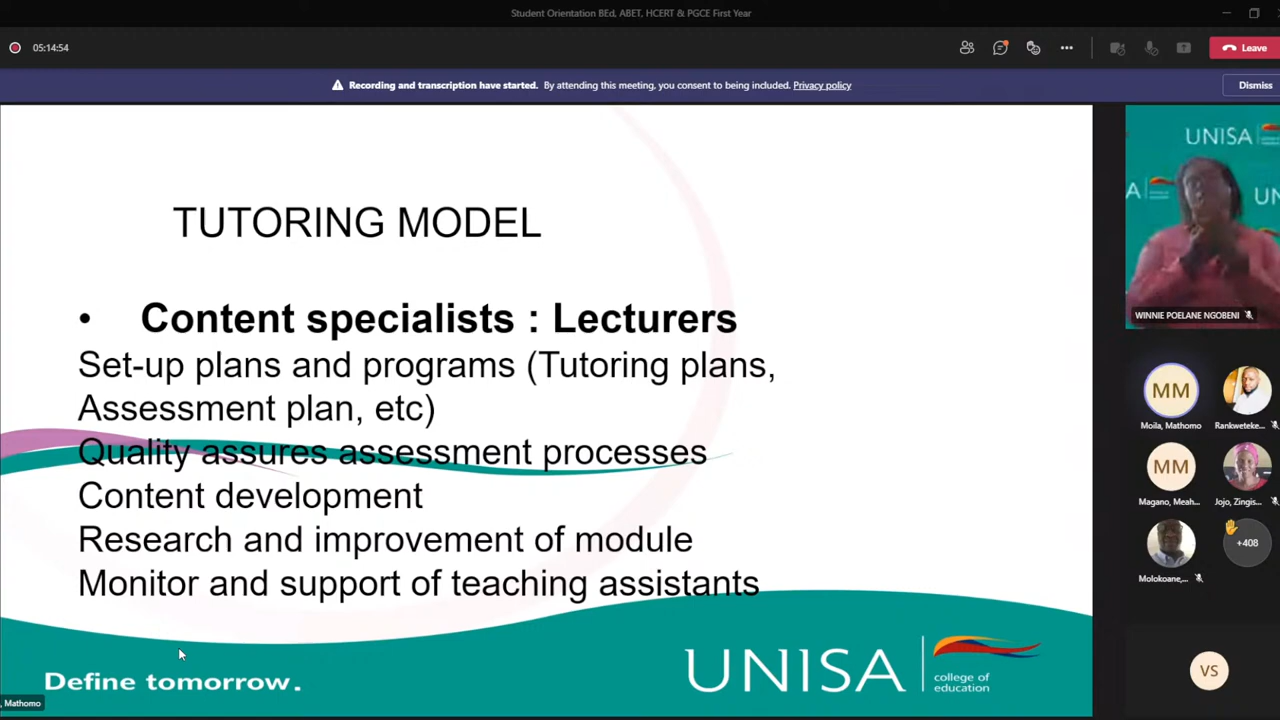 Student Orientation BEd, ABET, HCERT & PGCE First Year
05:14:54
Leave
Recording and transcription have started. By attending this meeting, you consent to being included. Privacy policy
Dismiss
UNISA
TUTORING MODEL
• Content specialists : Lecturers
Set-up plans and programs (Tutoring plans,
Assessment plan, etc)
Quality assures assessment processes
Content development
Research and improvement of module
Monitor and support of teaching assistants
WINNIE POELANE NGOBENI
MM
Moila, Mathomo
Rankweteke...
MM
Magano, Meah...
Jojo, Zingis...
+408
Molokoane,...
VS
Define tomorrow.
UNISA
college of
education
, Mathomo